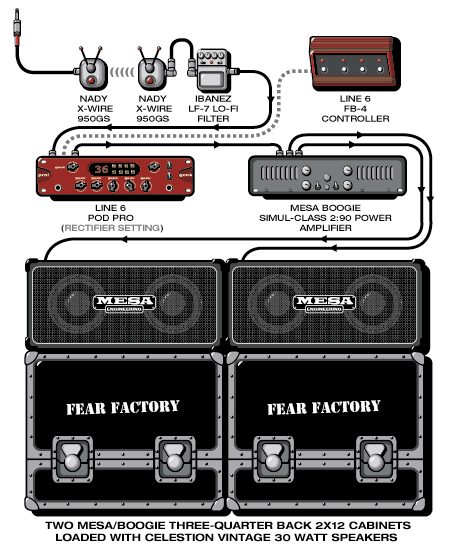 NADY
X-WIRE
950GS
NADY
X-WIRE
950GS
IBANEZ
LF-7 LO-FI
FILTER
LINE 6
FB-4
CONTROLLER
36
LINE 6
POD PRO
(RECTIFIER SETTING)
MESA BOOGIE
SIMUL-CLASS 2:90 POWER
AMPLIFIER
MESA
ENGINEERING
MESA
ENGINEERING
FEAR FACTORY
FEAR FACTORY
TWO MESA/BOOGIE THREE-QUARTER BACK 2X12 CABINETS
LOADED WITH CELESTION VINTAGE 30 WATT SPEAKERS